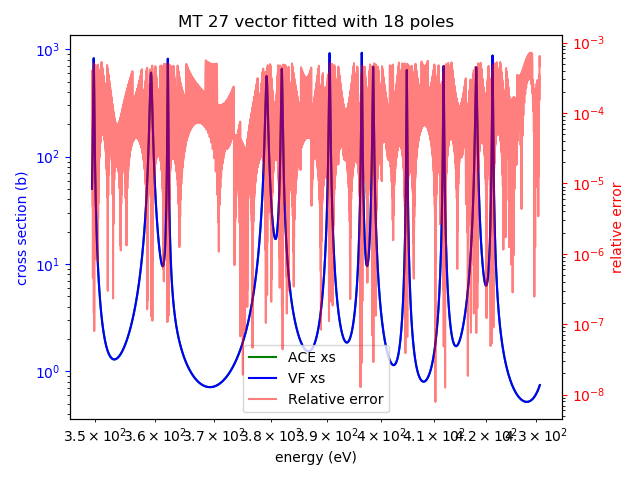 MT 27 vector fitted with 18 poles
cross section (b)
10³
10²
10¹
10⁰
relative error
10⁻³
10⁻⁴
10⁻⁵
10⁻⁶
10⁻⁷
10⁻⁸
ACE xs
VF xs
Relative error
3.5 × 10² 3.6 × 10² 3.7 × 10² 3.8 × 10² 3.9 × 10² 4 × 10² 4.1 × 10² 4.2 × 10² 4.3 × 10²
energy (eV)